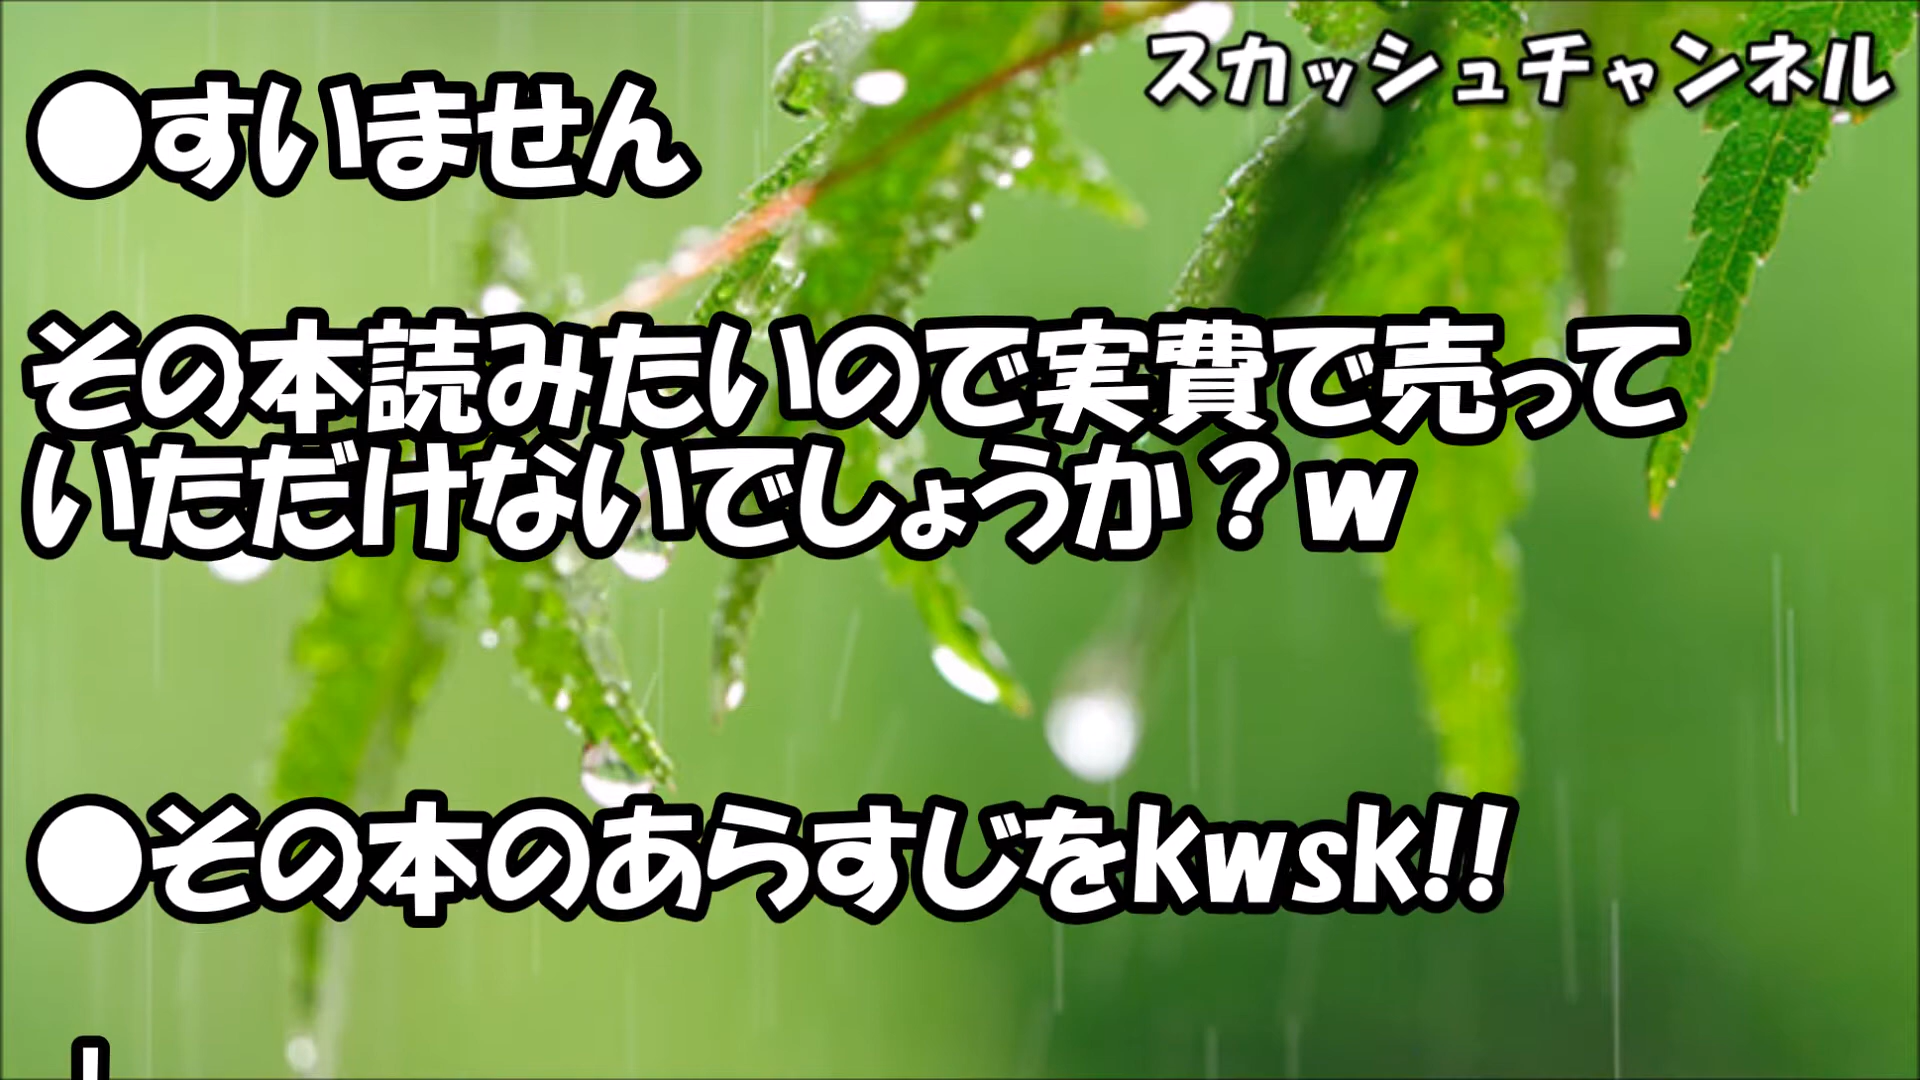 スカッシュチャンネル
●すいません
その本読みたいので実費で売って
いただけないでしょうか？w
●その本のあらすじをkwsk!!